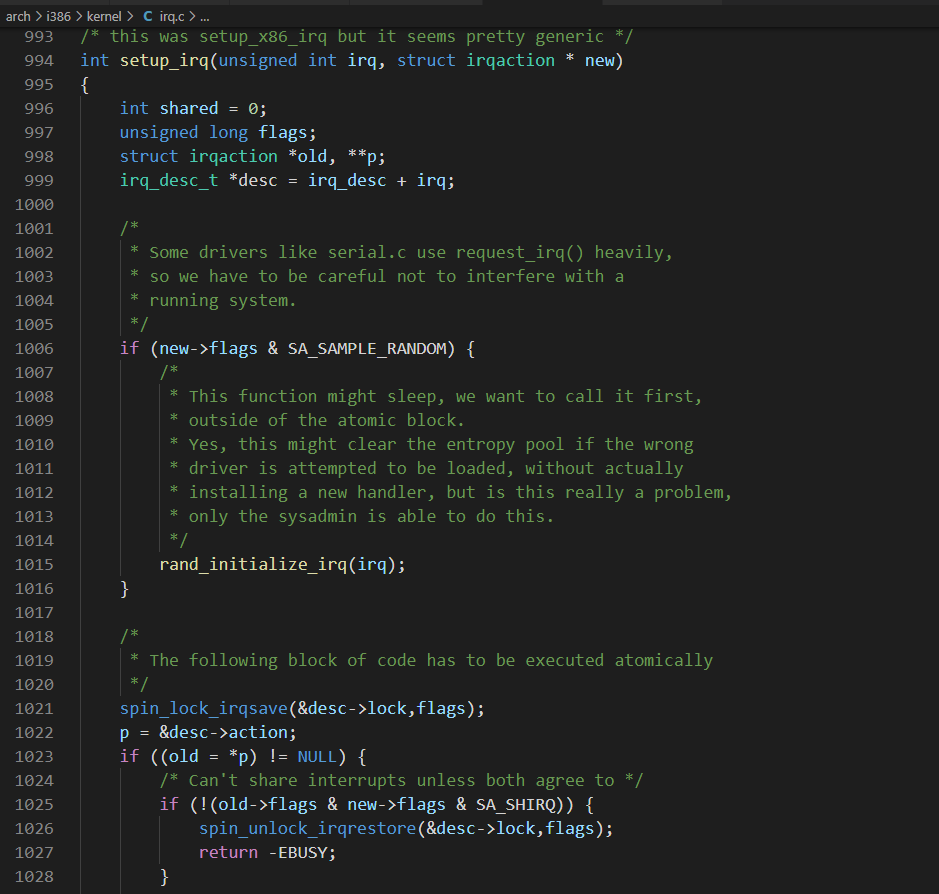 arch > i386 > kernel > C irq.c > ...
993 /* this was setup_x86_irq but it seems pretty generic */
994 int setup_irq(unsigned int irq, struct irqaction * new)
995 {
996     int shared = 0;
997     unsigned long flags;
998     struct irqaction *old, **p;
999     irq_desc_t *desc = irq_desc + irq;
1000
1001     /*
1002      * Some drivers like serial.c use request_irq() heavily,
1003      * so we have to be careful not to interfere with a
1004      * running system.
1005      */
1006     if (new->flags & SA_SAMPLE_RANDOM) {
1007         /*
1008          * This function might sleep, we want to call it first,
1009          * outside of the atomic block.
1010          * Yes, this might clear the entropy pool if the wrong
1011          * driver is attempted to be loaded, without actually
1012          * installing a new handler, but is this really a problem,
1013          * only the sysadmin is able to do this.
1014          */
1015         rand_initialize_irq(irq);
1016     }
1017
1018     /*
1019      * The following block of code has to be executed atomically
1020      */
1021     spin_lock_irqsave(&desc->lock,flags);
1022     p = &desc->action;
1023     if ((old = *p) != NULL) {
1024         /* Can't share interrupts unless both agree to */
1025         if (!(old->flags & new->flags & SA_SHIRQ)) {
1026             spin_unlock_irqrestore(&desc->lock,flags);
1027             return -EBUSY;
1028         }